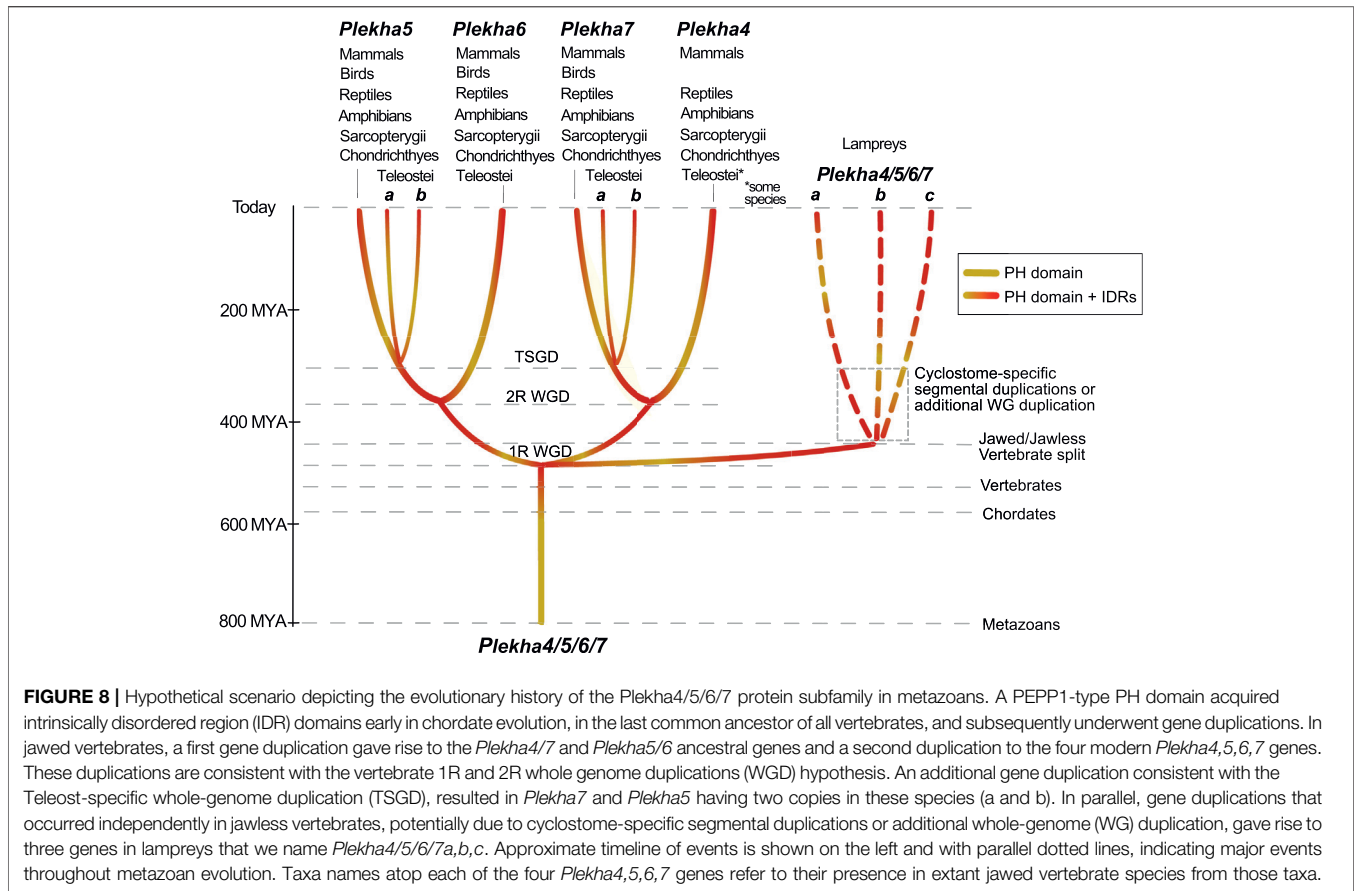 Plekha5 Plekha6 Plekha7 Plekha4
Mammals Mammals Mammals Mammals
Birds Birds Birds
Reptiles Reptiles Reptiles Reptiles
Amphibians Amphibians Amphibians Amphibians
Sarcopterygii Sarcopterygii Sarcopterygii Sarcopterygii
Chondrichthyes Chondrichthyes Chondrichthyes Chondrichthyes
Teleostei Teleostei Teleostei Teleostei*
*some
species
a b a b
Lampreys
Plekha4/5/6/7
a b c
Today
PH domain
PH domain + IDRs
200 MYA
TSGD
Cyclostome-specific
segmental duplications or
additional WG duplication
2R WGD
400 MYA
Jawed/Jawless
Vertebrate split
1R WGD
Vertebrates
Chordates
600 MYA
800 MYA
Metazoans
Plekha4/5/6/7
FIGURE 8 | Hypothetical scenario depicting the evolutionary history of the Plekha4/5/6/7 protein subfamily in metazoans. A PEPP1-type PH domain acquired
intrinsically disordered region (IDR) domains early in chordate evolution, in the last common ancestor of all vertebrates, and subsequently underwent gene duplications. In
jawed vertebrates, a first gene duplication gave rise to the Plekha4/7 and Plekha5/6 ancestral genes and a second duplication to the four modern Plekha4,5,6,7 genes.
These duplications are consistent with the vertebrate 1R and 2R whole genome duplications (WGD) hypothesis. An additional gene duplication consistent with the
Teleost-specific whole-genome duplication (TSGD), resulted in Plekha7 and Plekha5 having two copies in these species (a and b). In parallel, gene duplications that
occurred independently in jawless vertebrates, potentially due to cyclostome-specific segmental duplications or additional whole-genome (WG) duplication, gave rise to
three genes in lampreys that we name Plekha4/5/6/7a,b,c. Approximate timeline of events is shown on the left and with parallel dotted lines, indicating major events
throughout metazoan evolution. Taxa names atop each of the four Plekha4,5,6,7 genes refer to their presence in extant jawed vertebrate species from those taxa.